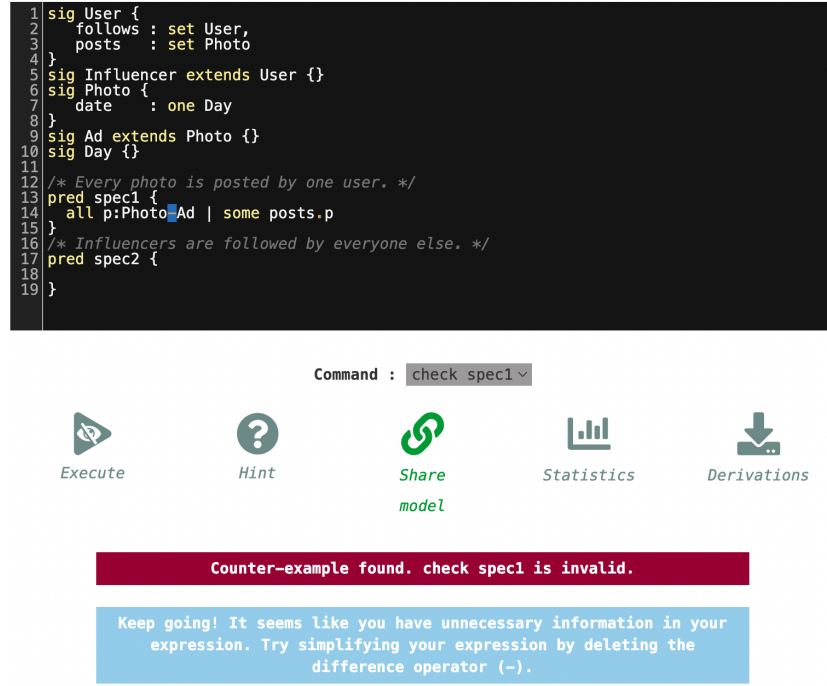 1 sig User {
2    follows : set User,
3    posts   : set Photo
4 }
5 sig Influencer extends User {}
6 sig Photo {
7    date    : one Day
8 }
9 sig Ad extends Photo {}
10 sig Day {}
11
12 /* Every photo is posted by one user. */
13 pred spec1 {
14   all p:Photo-Ad | some posts.p
15 }
16 /* Influencers are followed by everyone else. */
17 pred spec2 {
18
19 }
Command : check spec1
Execute
Hint
Share
model
Statistics
Derivations
Counter-example found. check spec1 is invalid.
Keep going! It seems like you have unnecessary information in your
expression. Try simplifying your expression by deleting the
difference operator (-).